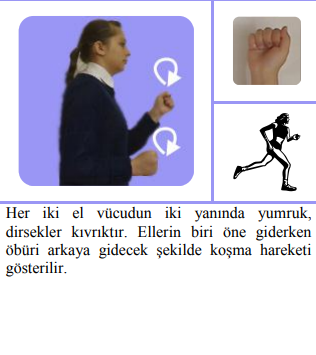 Her iki el vücudun iki yanında yumruk,
dirsekler kıvrıktır. Ellerin biri öne giderken
öbürü arkaya gidecek şekilde koşma hareketi
gösterilir.